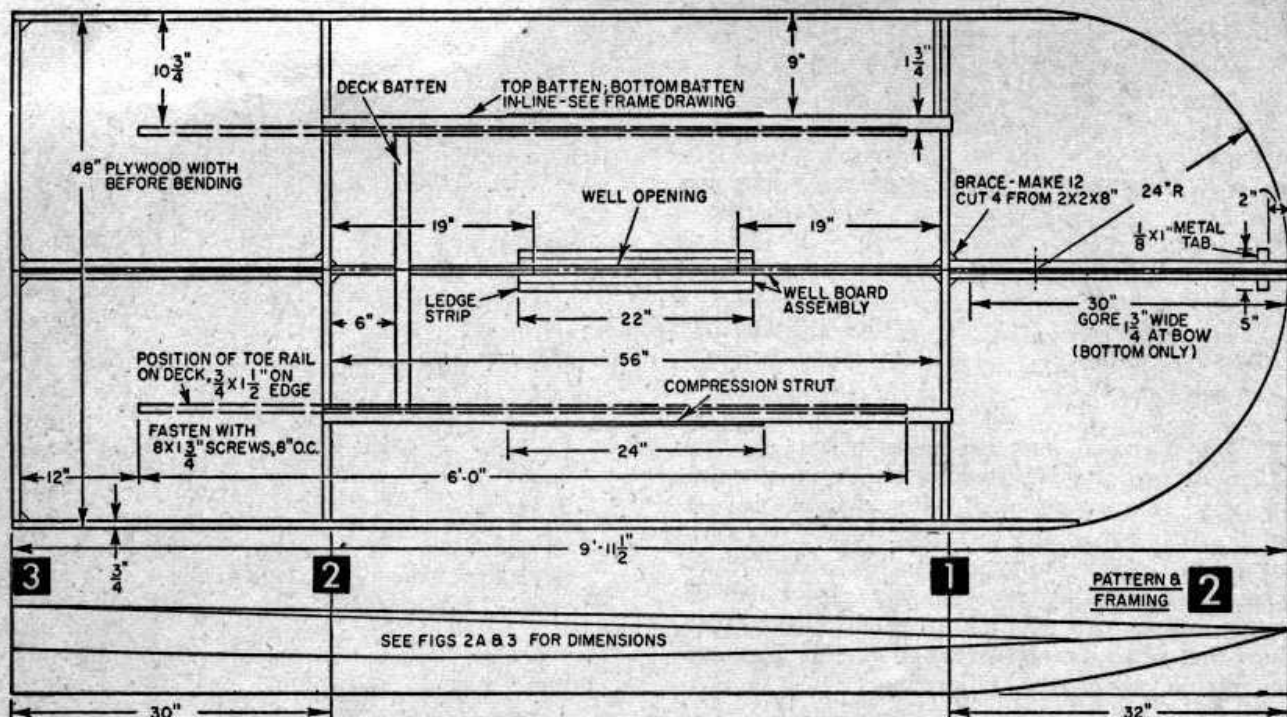 10 3/4"
9"
1 3/4"
DECK BATTEN
TOP BATTEN; BOTTOM BATTEN
IN-LINE-SEE FRAME DRAWING
48" PLYWOOD WIDTH
BEFORE BENDING
BRACE-MAKE 12
CUT 4 FROM 2X2X8"
24"R
2"
WELL OPENING
19"
19"
1/8 X1" METAL
TAB
LEDGE
STRIP
WELL BOARD
ASSEMBLY
22"
30"
GORE, 1 3/4" WIDE
AT BOW
(BOTTOM ONLY)
5"
6"
56"
POSITION OF TOE RAIL
ON DECK, 3/4 X 1 1/2" ON
EDGE
COMPRESSION STRUT
FASTEN WITH
8X1 3/4" SCREWS, 8" O.C.
24"
12"
6'-0"
3/4"
9'-11 1/2"
3
2
1
PATTERN &
FRAMING
2
SEE FIGS 2A & 3 FOR DIMENSIONS
30"
32"